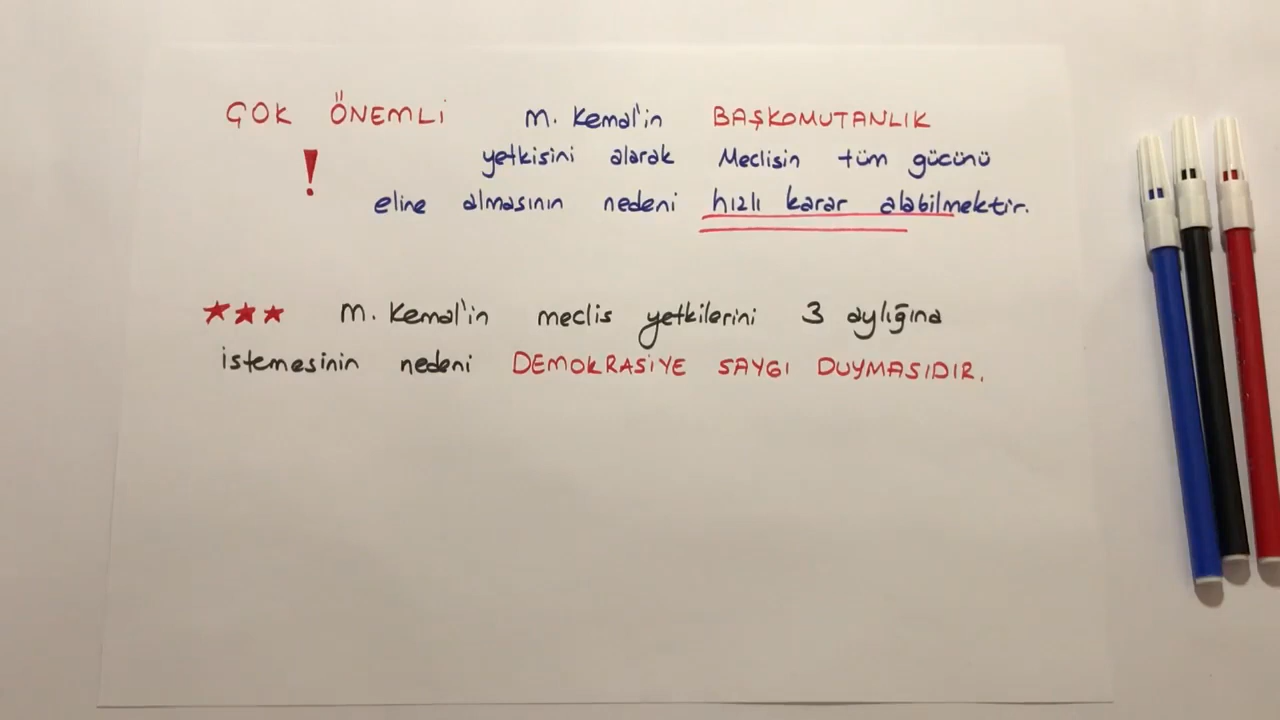 ÇOK ÖNEMLİ M. Kemal'in BAŞKOMUTANLIK
! yetkisini alarak Meclisin tüm gücünü
eline almasının nedeni hızlı karar alabilmektir.
★★★ M. Kemal'in meclis yetkilerini 3 aylığına
istemesinin nedeni DEMOKRASİYE SAYGI DUYMASIDIR.